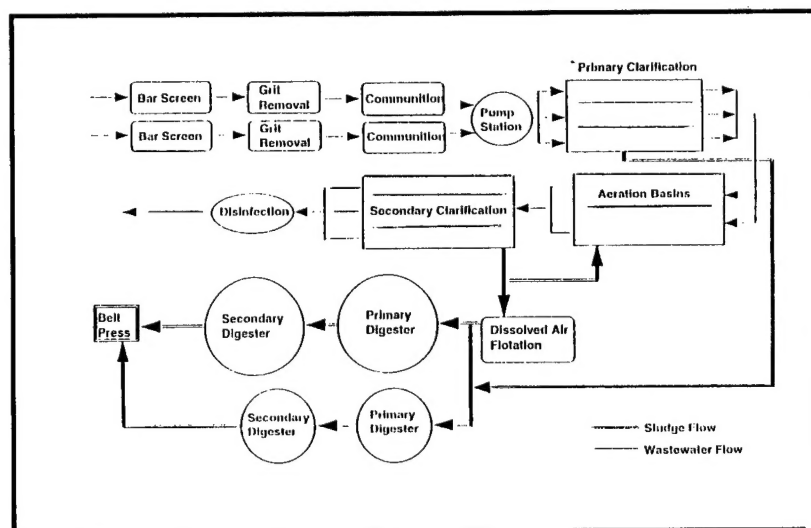 * Primary Clarification
Bar Screen
Grit
Removal
Communition
Bar Screen
Grit
Removal
Communition
Pump
Station
Disinfection
Secondary Clarification
Aeration Basins
Belt
Press
Secondary
Digester
Primary
Digester
Dissolved Air
Flotation
Secondary
Digester
Primary
Digester
Sludge Flow
Wastewater Flow